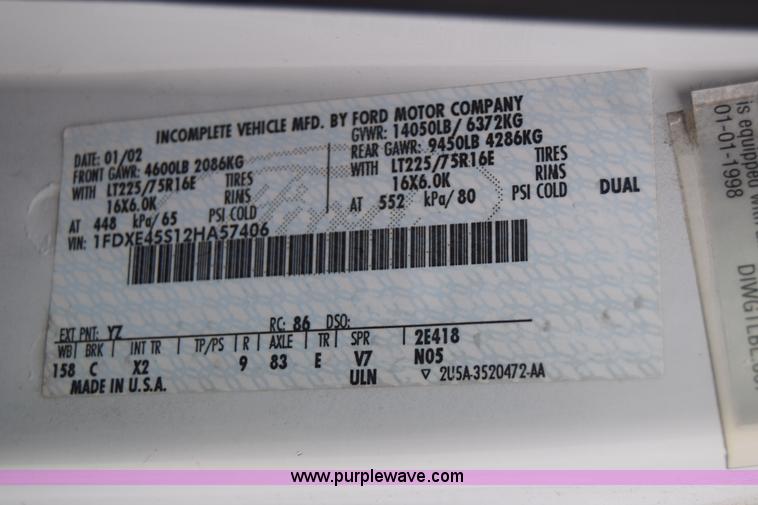 INCOMPLETE VEHICLE MFD. BY FORD MOTOR COMPANY
DATE: 01/02 GVWR: 14050LB/ 6372KG
FRONT GAWR: 4600LB 2086KG REAR GAWR: 9450LB 4286KG
WITH LT225/75R16E TIRES WITH LT225/75R16E TIRES
16X6.0K RINS 16X6.0K RINS DUAL
AT 448 kPa/65 PSI COLD AT 552 kPa/80 PSI COLD
VIN: 1FDXE45S12HA57406
EXT PNT: YZ RC: 86 DSO:
WB BRK INT TR TP/PS R AXLE TR SPR 2E418
158 C X2 9 83 E V7 N05
MADE IN U.S.A. ULN ▽ 2U5A-3520472-AA
is equipped with
01-01-1998
www.purplewave.com